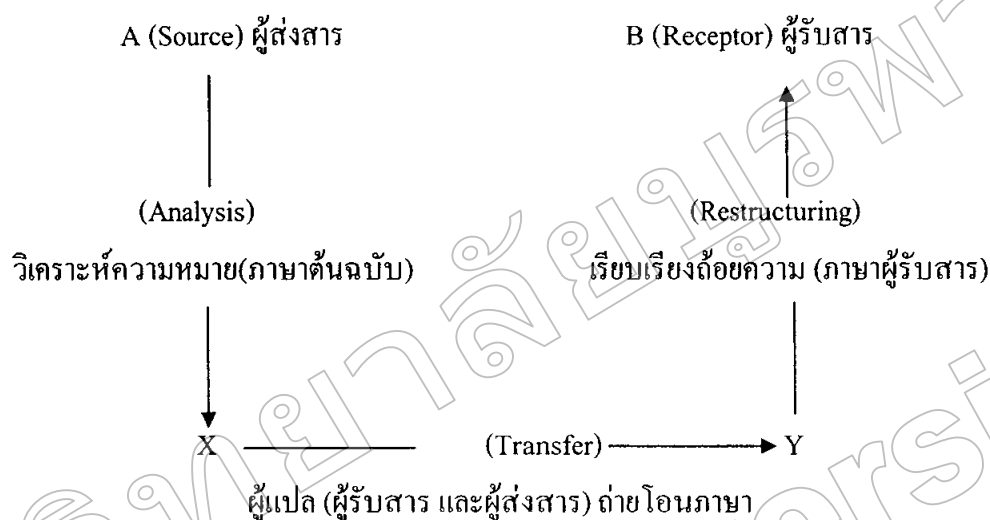 A (Source) ผู้ส่งสาร B (Receptor) ผู้รับสาร
(Analysis) (Restructuring)
วิเคราะห์ความหมาย(ภาษาต้นฉบับ) เรียบเรียงถ้อยความ (ภาษาผู้รับสาร)
X (Transfer) Y
ผู้แปล (ผู้รับสาร และผู้ส่งสาร) ถ่ายโอนภาษา